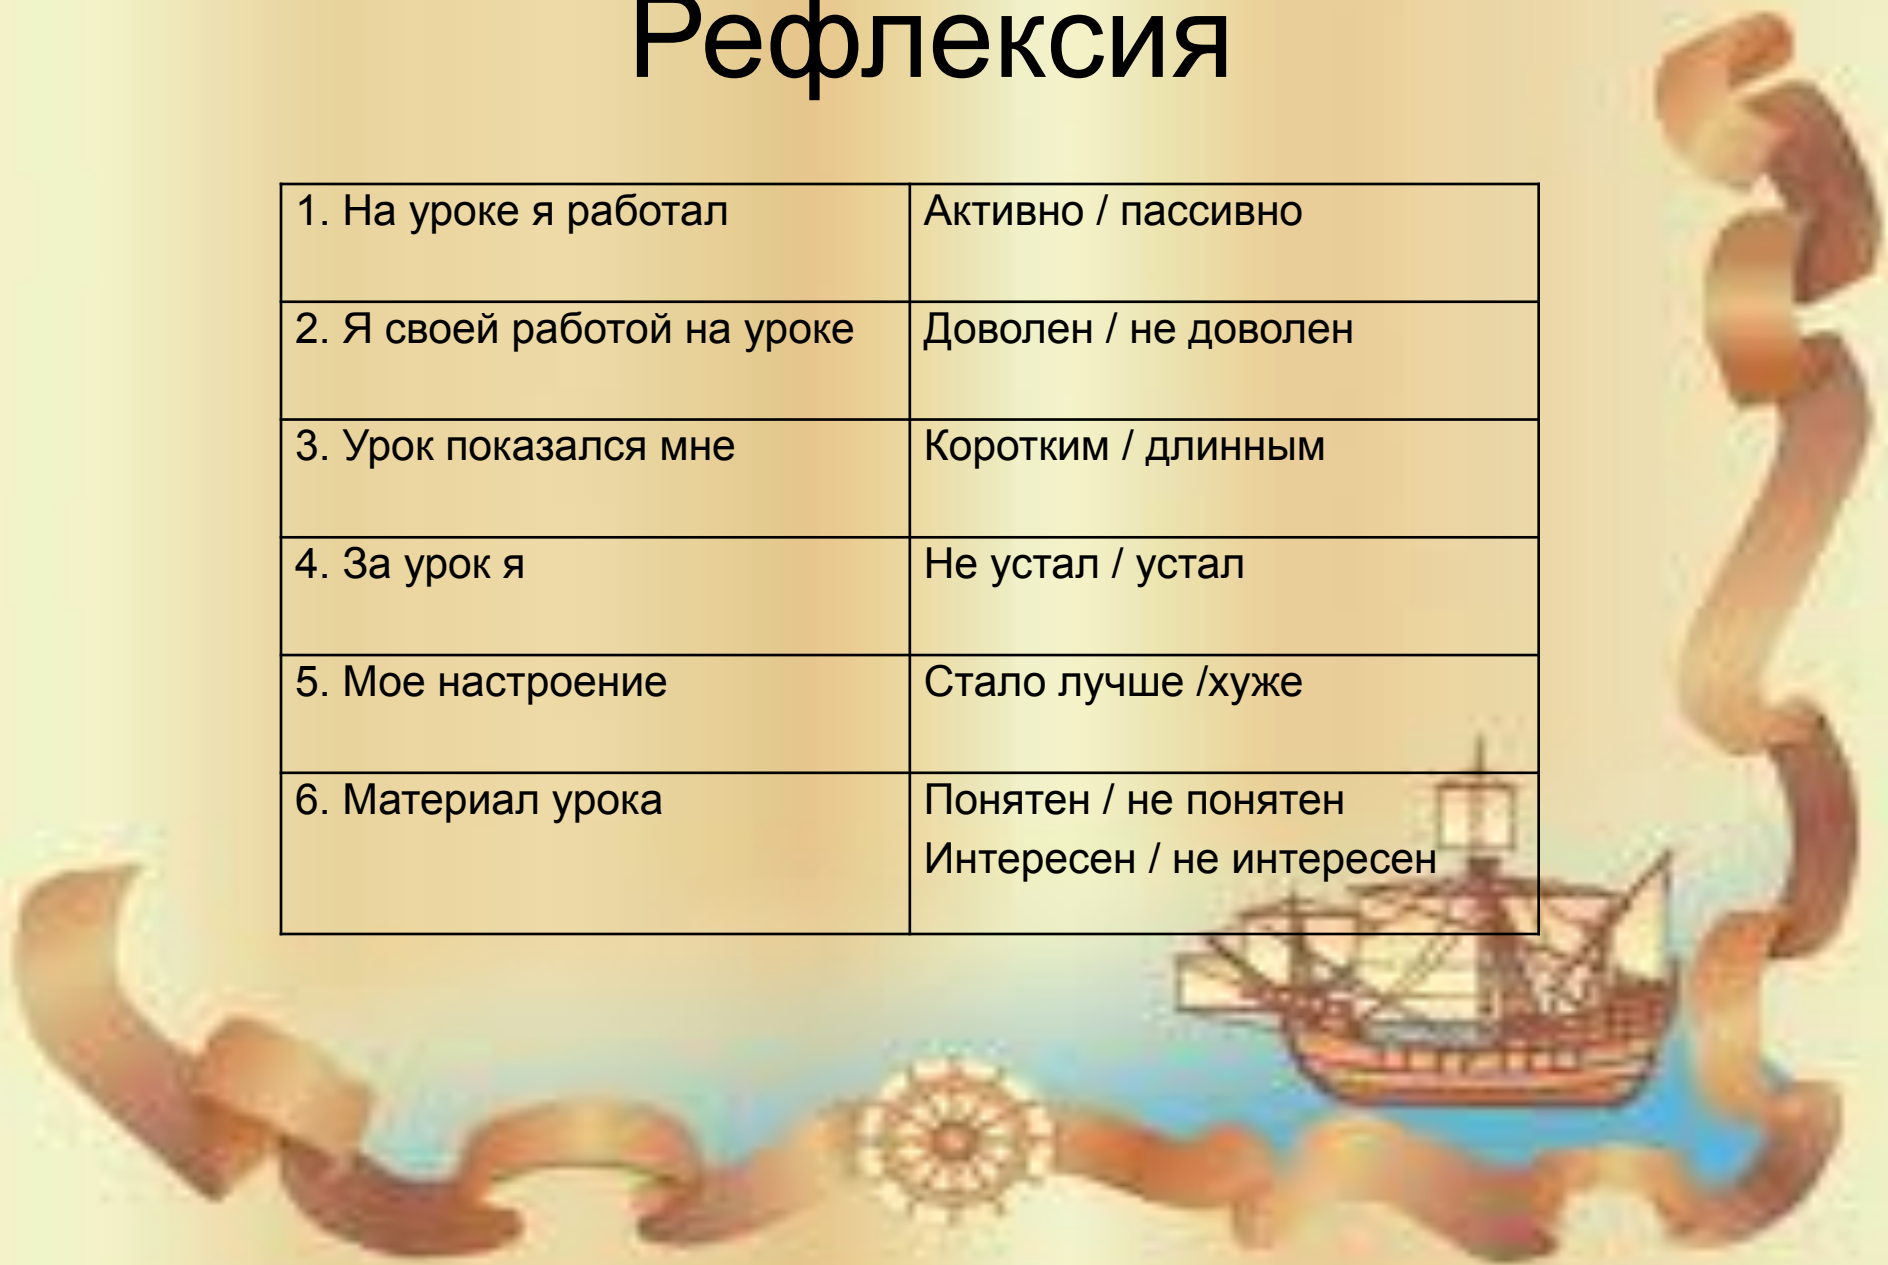 Рефлексия
1. На уроке я работал
Активно / пассивно
2. Я своей работой на уроке
Доволен / не доволен
3. Урок показался мне
Коротким / длинным
4. За урок я
Не устал / устал
5. Мое настроение
Стало лучше /хуже
6. Материал урока
Понятен / не понятен
Интересен / не интересен